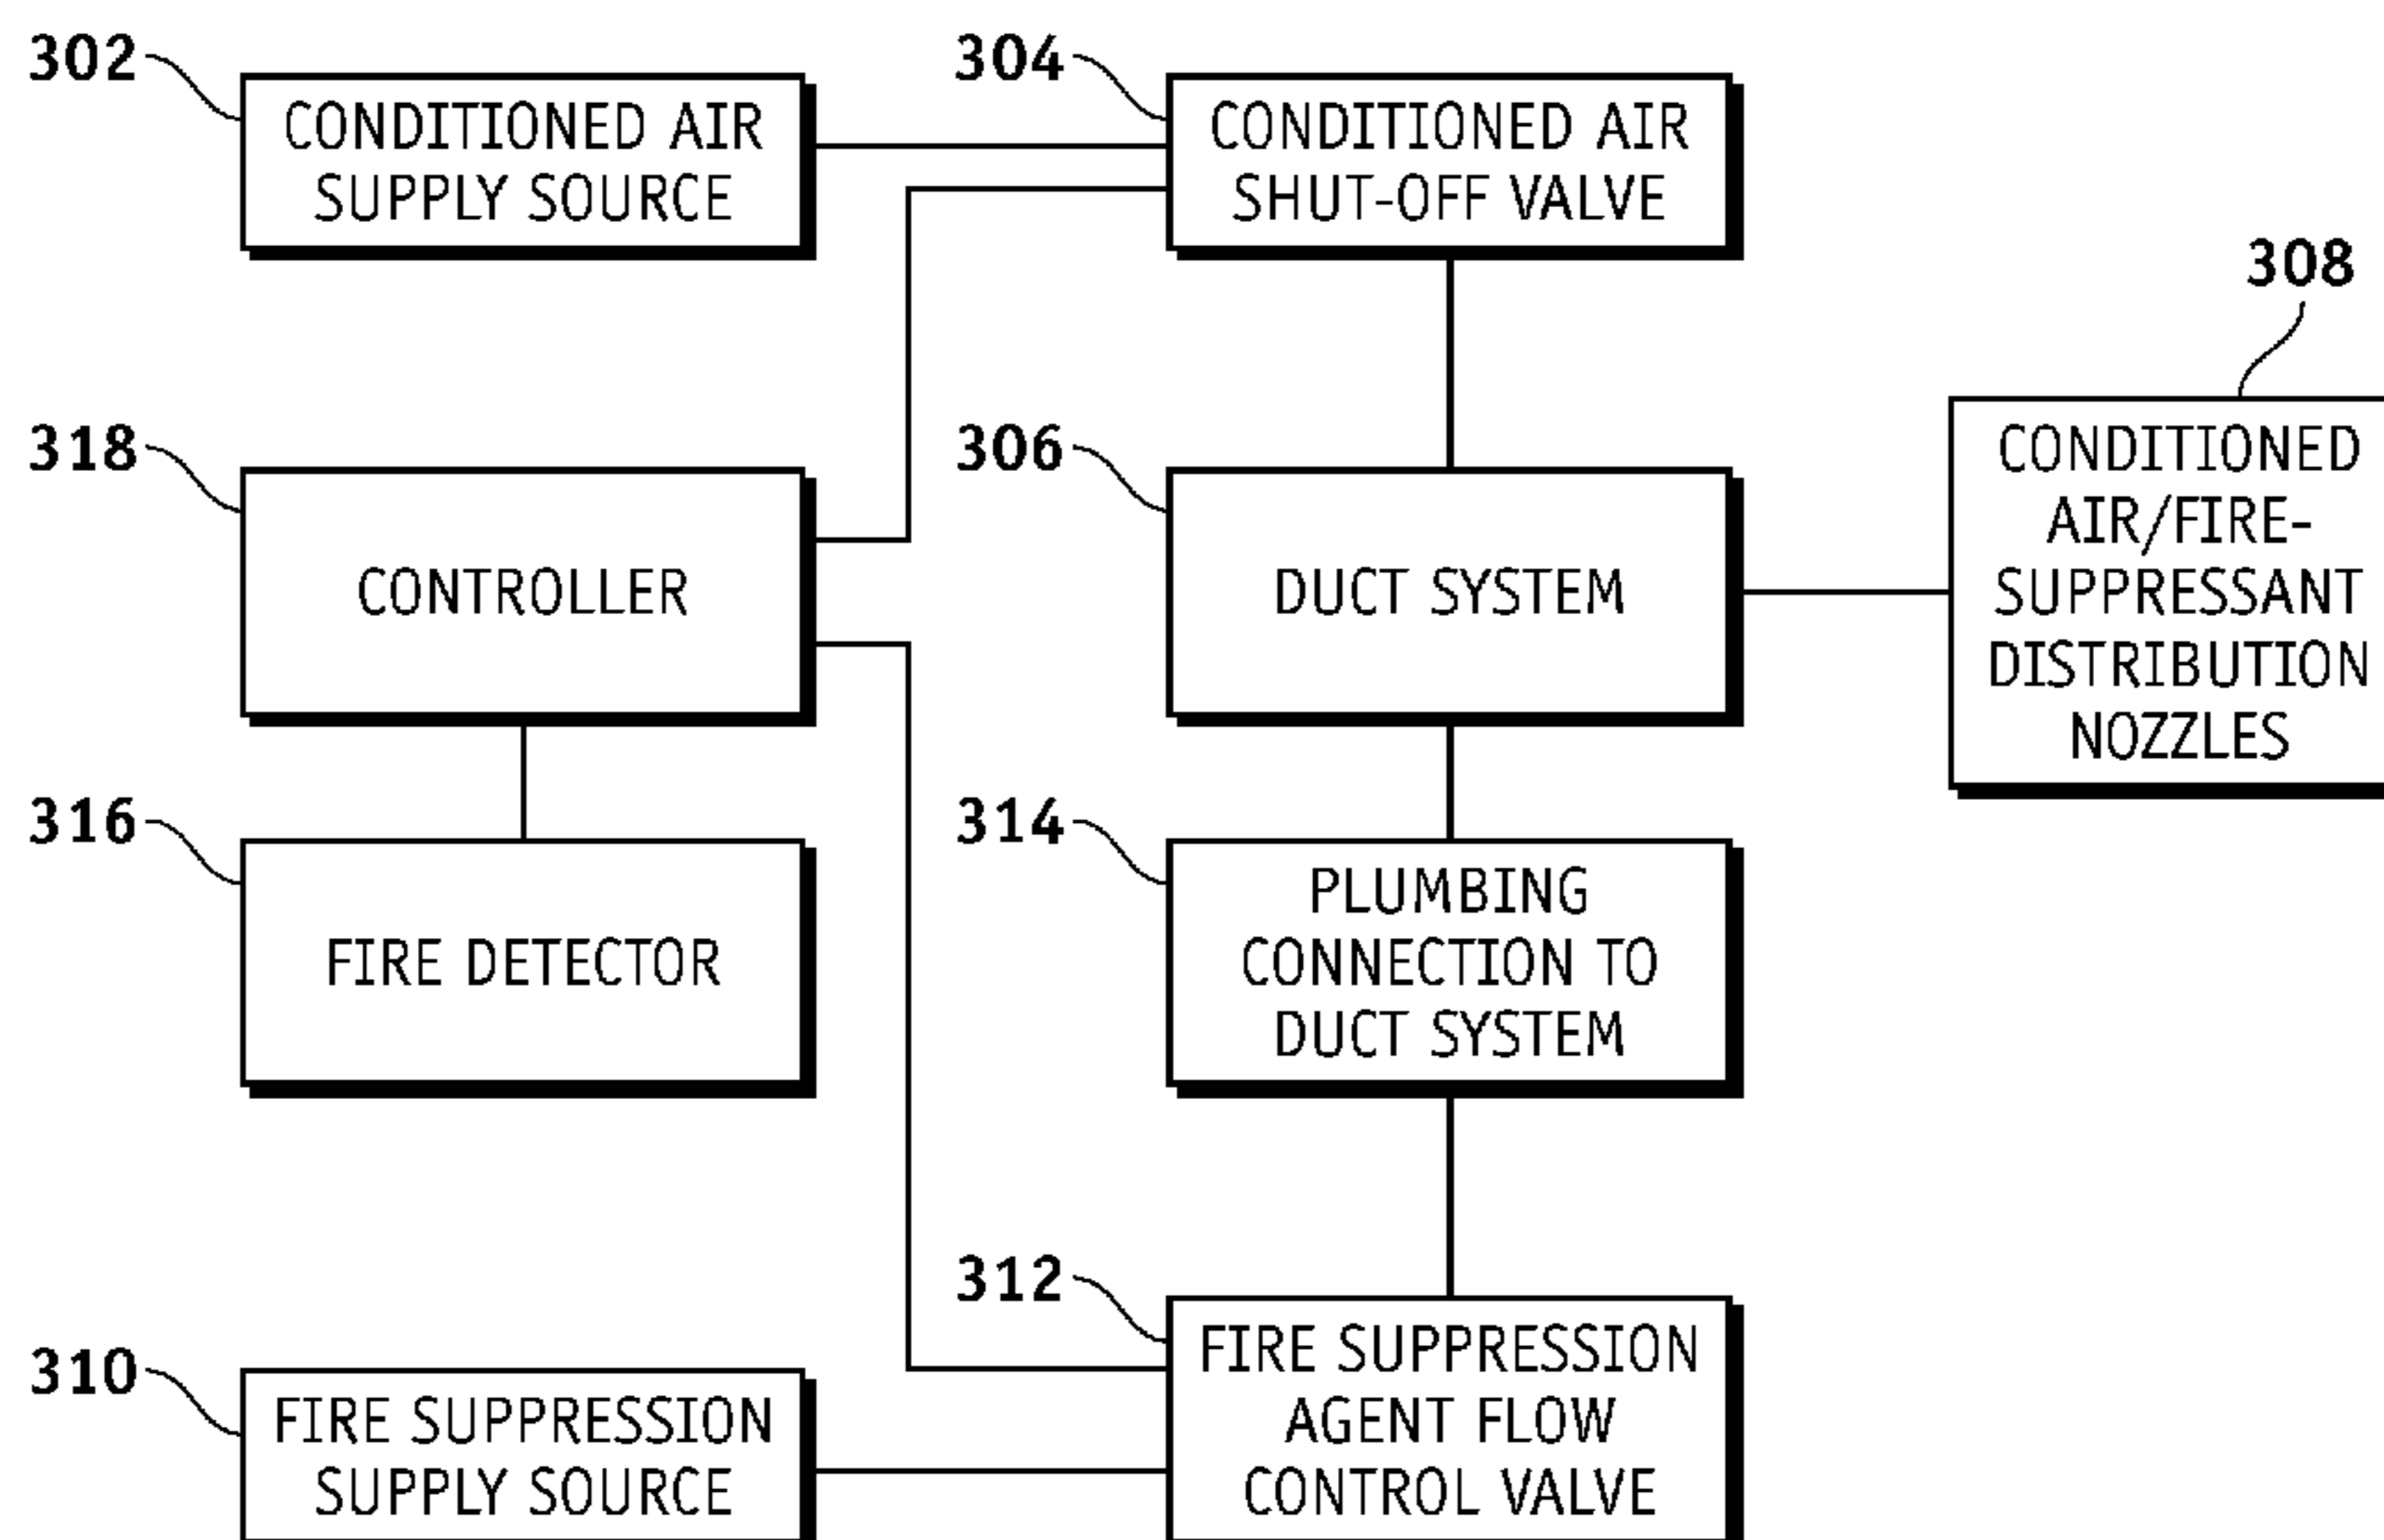 302
CONDITIONED AIR
SUPPLY SOURCE
304
CONDITIONED AIR
SHUT-OFF VALVE
308
CONDITIONED
AIR/FIRE-
SUPPRESSANT
DISTRIBUTION
NOZZLES
318
CONTROLLER
306
DUCT SYSTEM
316
FIRE DETECTOR
314
PLUMBING
CONNECTION TO
DUCT SYSTEM
312
FIRE SUPPRESSION
AGENT FLOW
CONTROL VALVE
310
FIRE SUPPRESSION
SUPPLY SOURCE